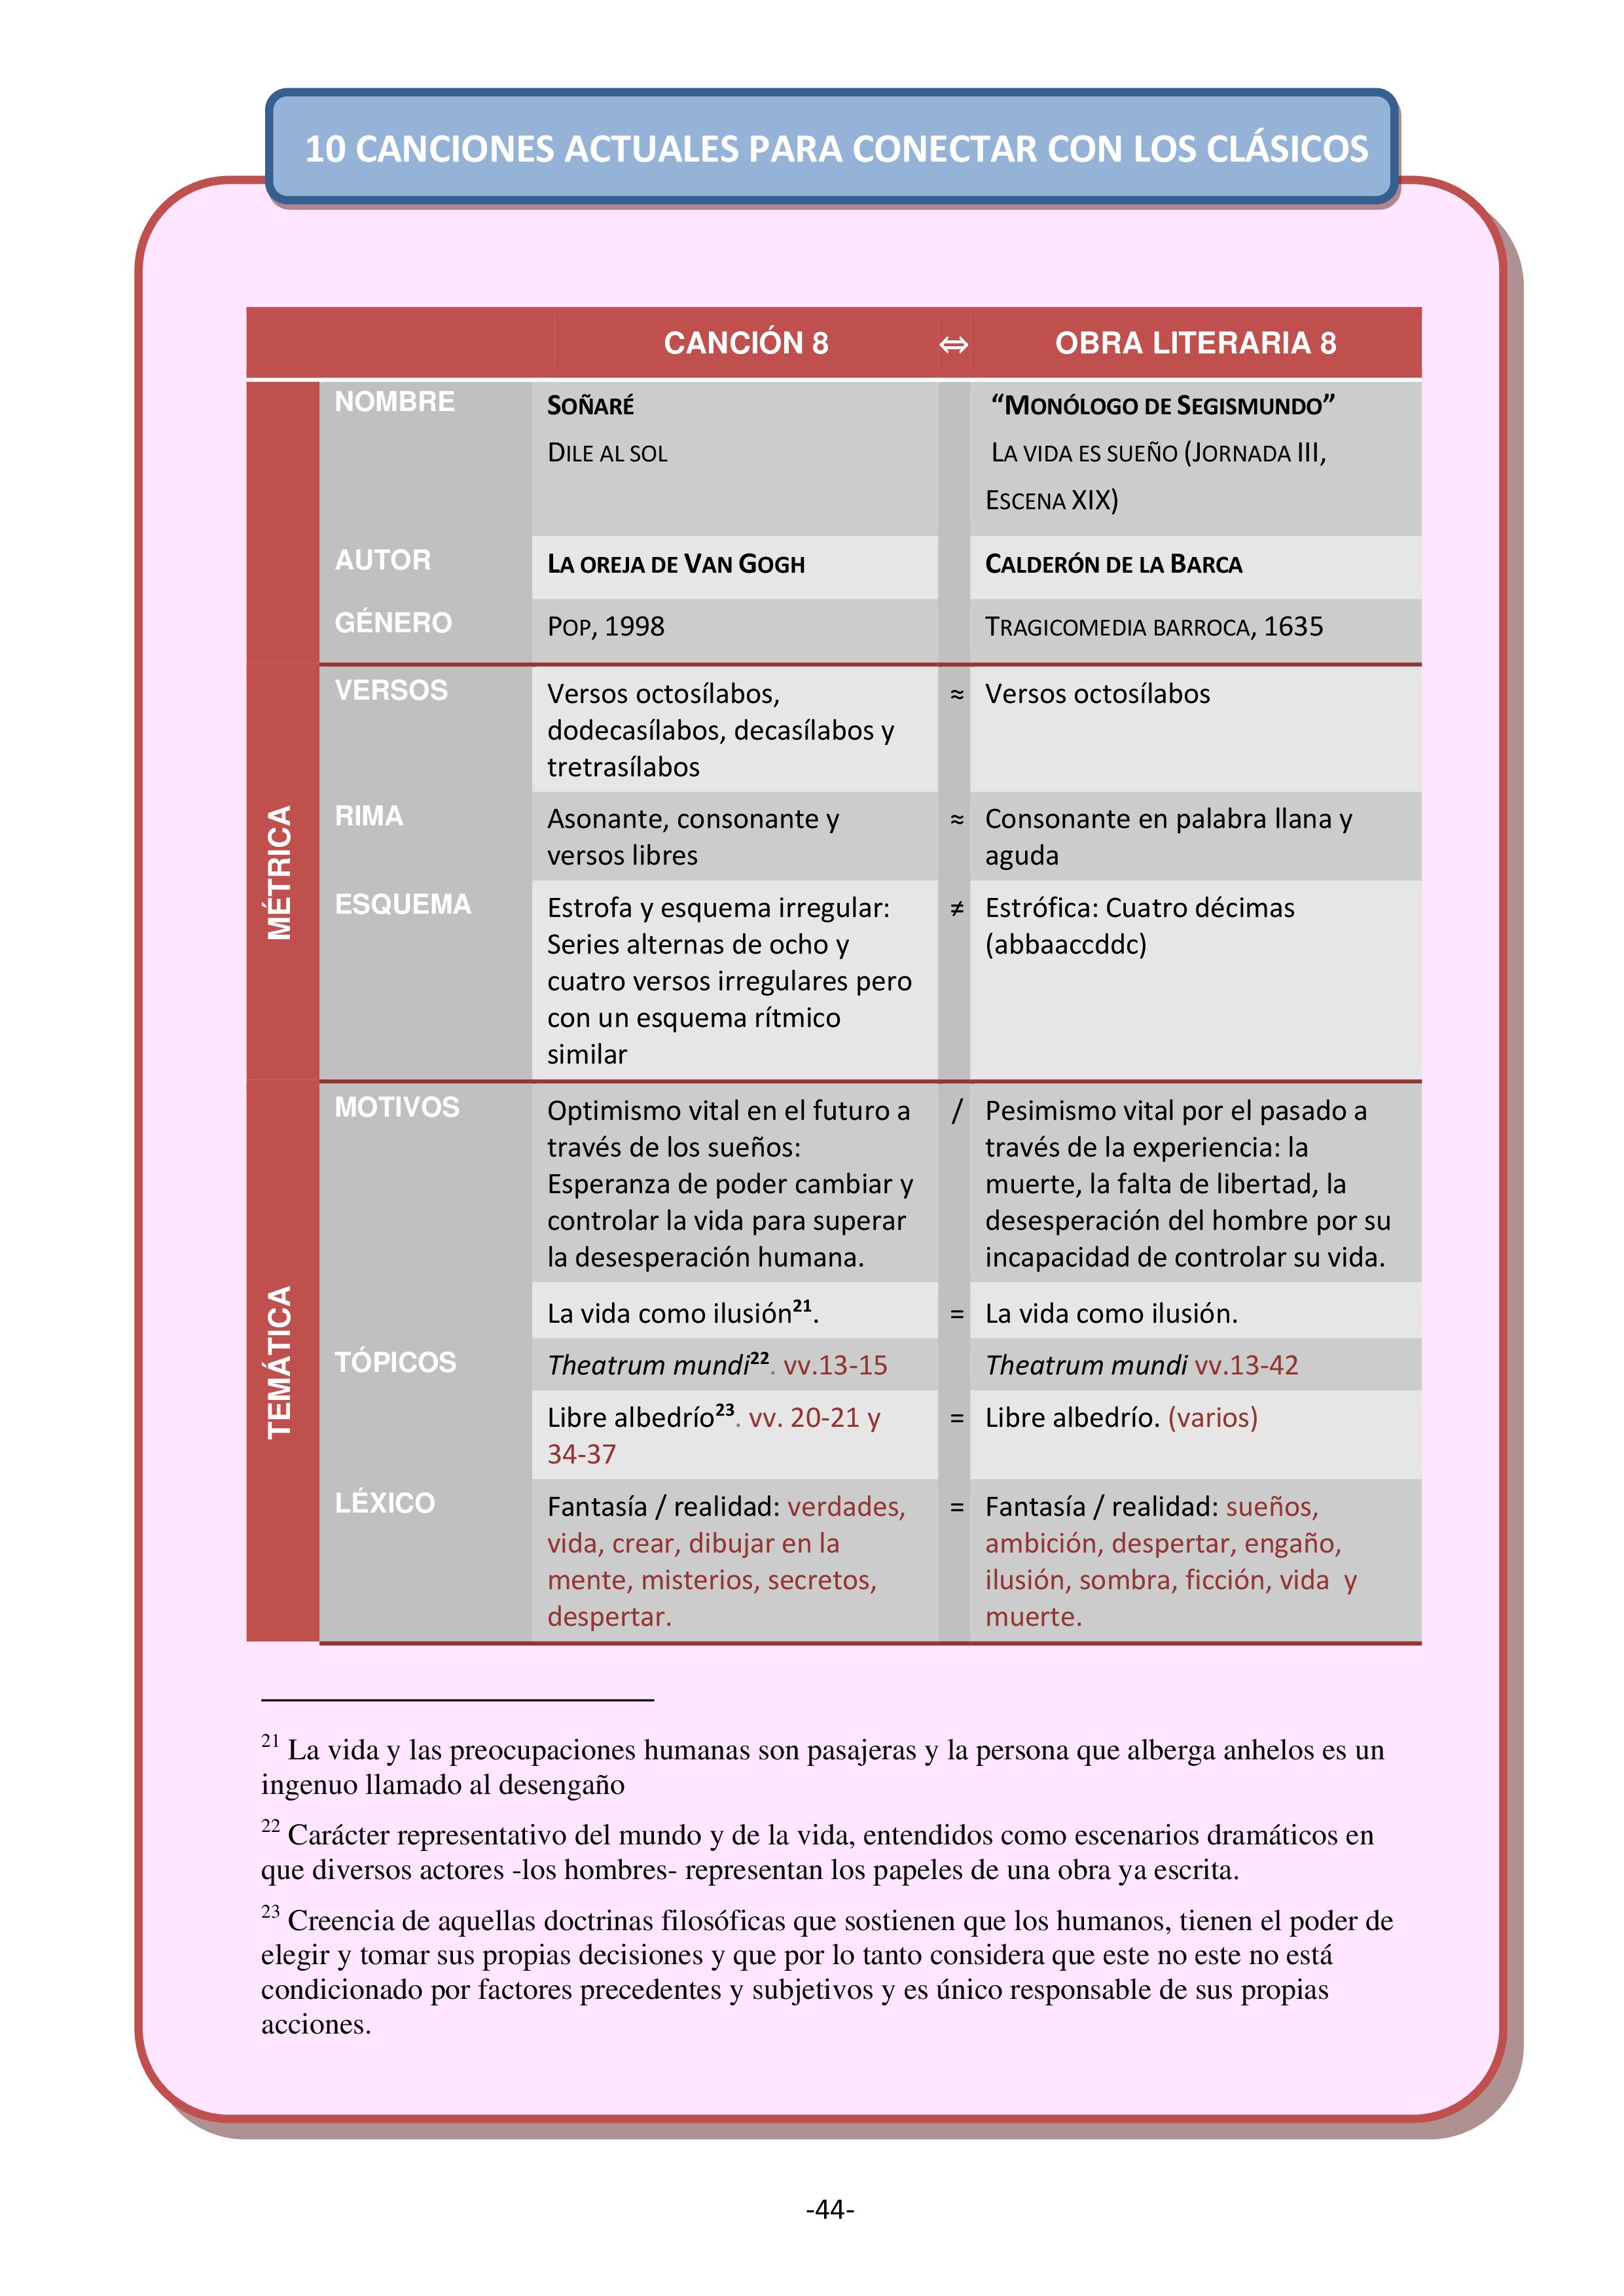 10 CANCIONES ACTUALES PARA CONECTAR CON LOS CLÁSICOS
CANCIÓN 8 ⇔ OBRA LITERARIA 8
NOMBRE
SOÑARÉ
DILE AL SOL
“MONÓLOGO DE SEGISMUNDO”
LA VIDA ES SUEÑO (JORNADA III,
ESCENA XIX)
AUTOR
LA OREJA DE VAN GOGH
CALDERÓN DE LA BARCA
GÉNERO
POP, 1998
TRAGICOMEDIA BARROCA, 1635
MÉTRICA
VERSOS
Versos octosílabos,
dodecasílabos, decasílabos y
tretrasílabos
≈
Versos octosílabos
RIMA
Asonante, consonante y
versos libres
≈
Consonante en palabra llana y
aguda
ESQUEMA
Estrofa y esquema irregular:
Series alternas de ocho y
cuatro versos irregulares pero
con un esquema rítmico
similar
≠
Estrófica: Cuatro décimas
(abbaaccddc)
TEMÁTICA
MOTIVOS
Optimismo vital en el futuro a
través de los sueños:
Esperanza de poder cambiar y
controlar la vida para superar
la desesperación humana.
/
Pesimismo vital por el pasado a
través de la experiencia: la
muerte, la falta de libertad, la
desesperación del hombre por su
incapacidad de controlar su vida.
La vida como ilusión21.
=
La vida como ilusión.
TÓPICOS
Theatrum mundi22. vv.13-15
Theatrum mundi vv.13-42
Libre albedrío23. vv. 20-21 y
34-37
=
Libre albedrío. (varios)
LÉXICO
Fantasía / realidad: verdades,
vida, crear, dibujar en la
mente, misterios, secretos,
despertar.
=
Fantasía / realidad: sueños,
ambición, despertar, engaño,
ilusión, sombra, ficción, vida y
muerte.
21 La vida y las preocupaciones humanas son pasajeras y la persona que alberga anhelos es un
ingenuo llamado al desengaño
22 Carácter representativo del mundo y de la vida, entendidos como escenarios dramáticos en
que diversos actores -los hombres- representan los papeles de una obra ya escrita.
23 Creencia de aquellas doctrinas filosóficas que sostienen que los humanos, tienen el poder de
elegir y tomar sus propias decisiones y que por lo tanto considera que este no este no está
condicionado por factores precedentes y subjetivos y es único responsable de sus propias
acciones.
-44-